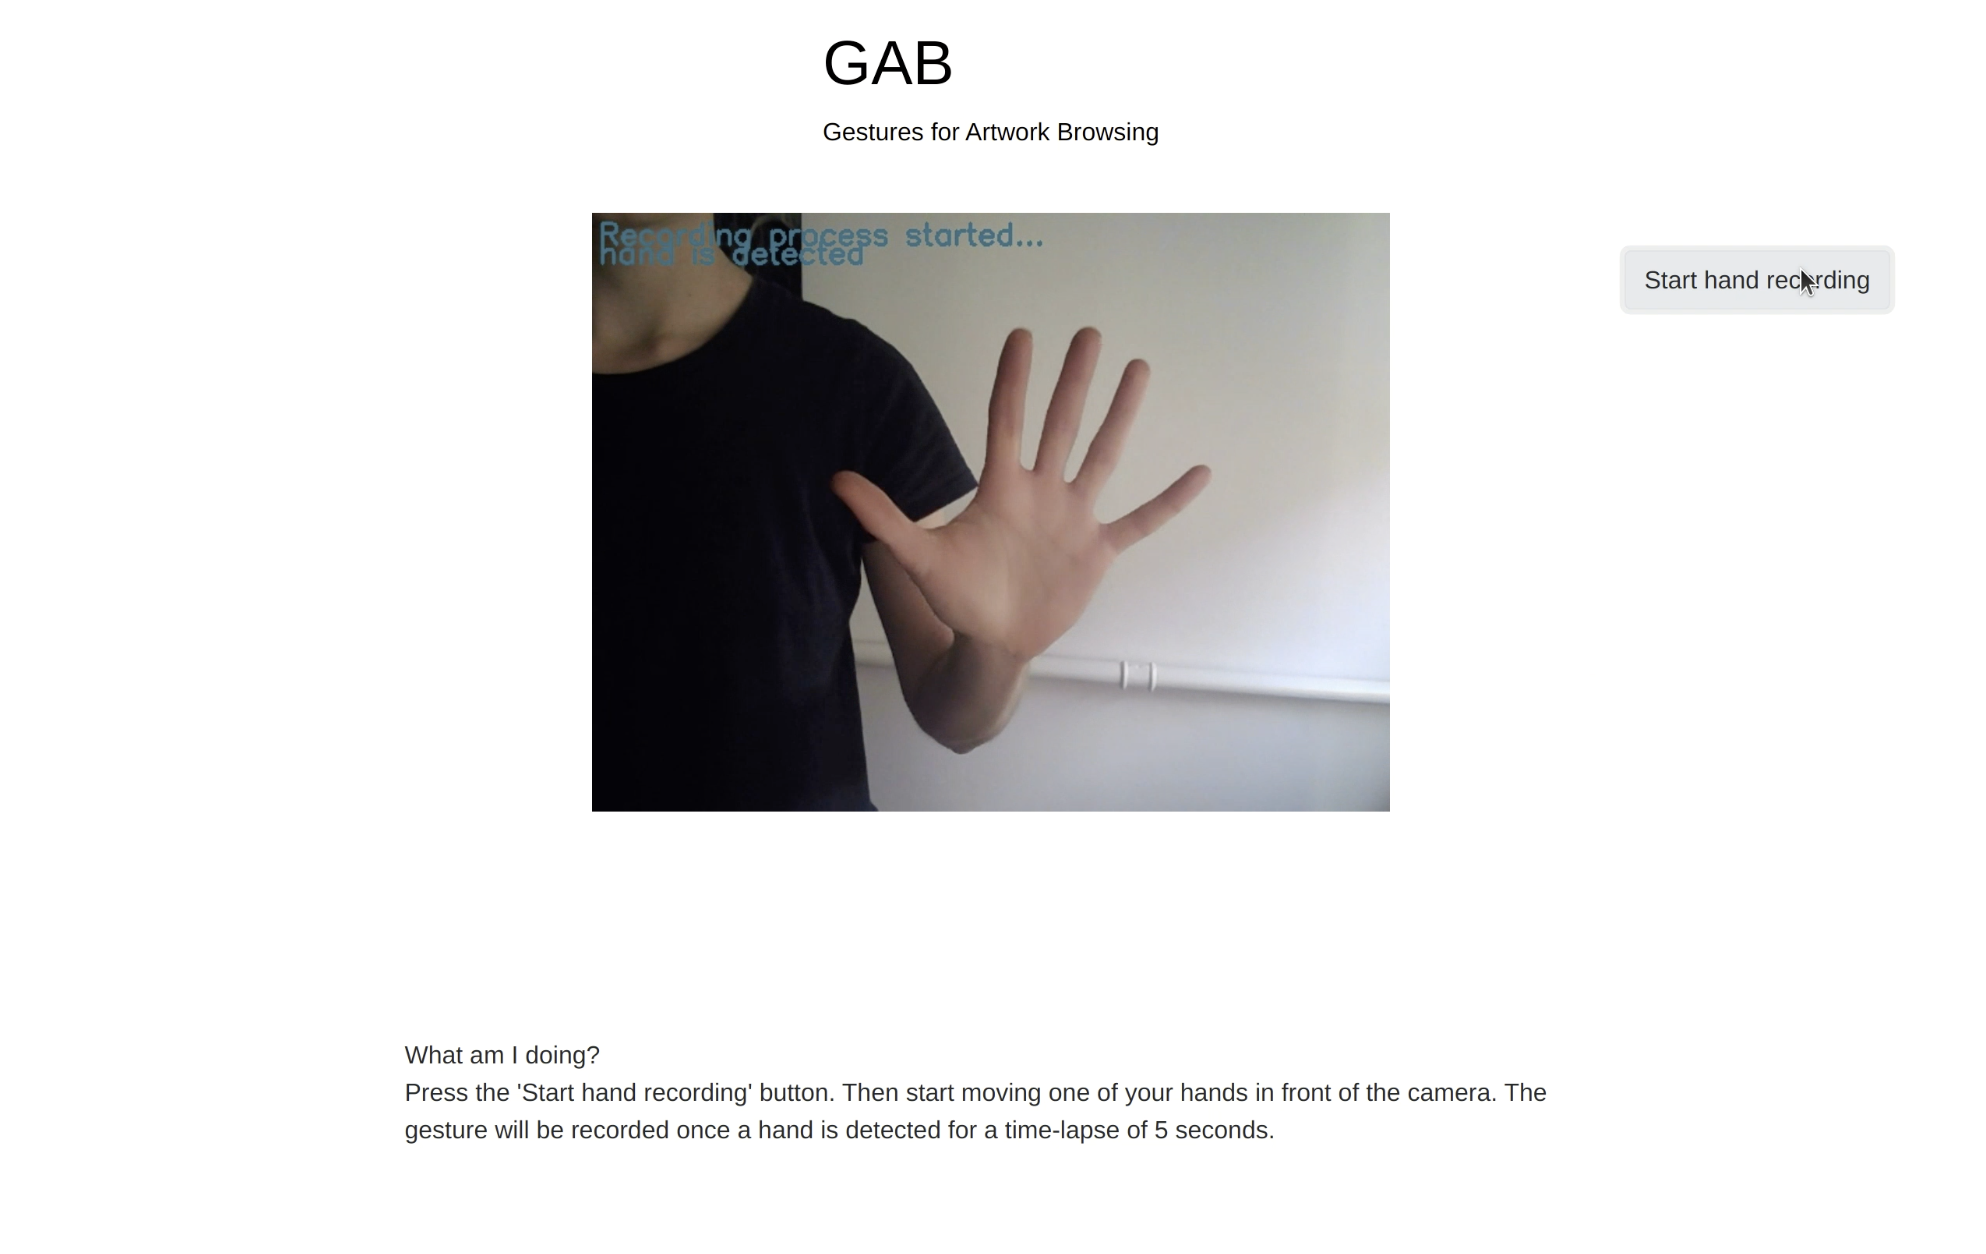 GAB
Gestures for Artwork Browsing
Recording process started...
hand is detected
Start hand recording
What am I doing?
Press the 'Start hand recording' button. Then start moving one of your hands in front of the camera. The
gesture will be recorded once a hand is detected for a time-lapse of 5 seconds.